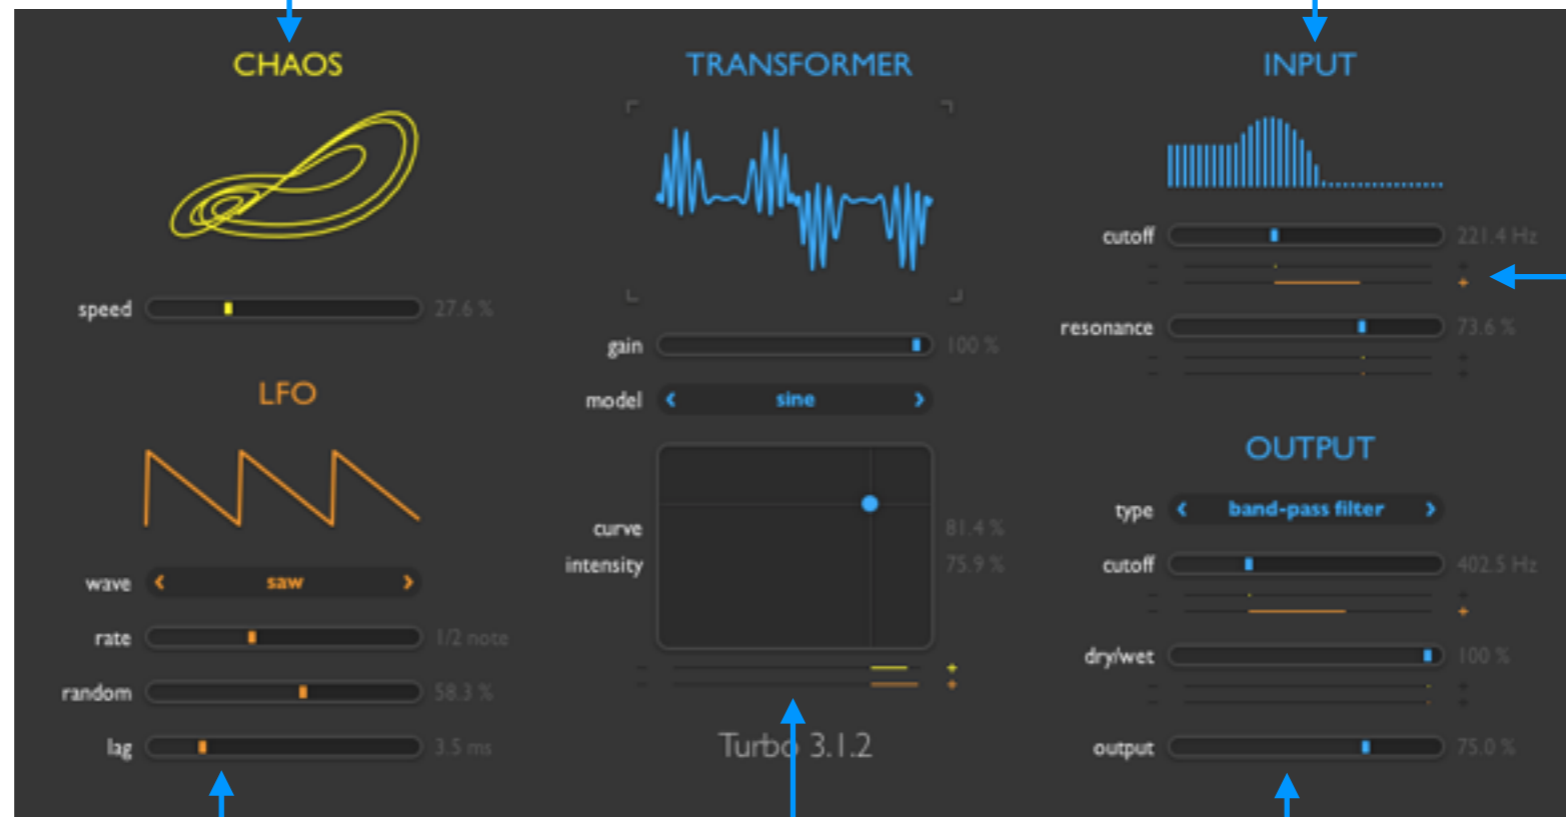 CHAOS
speed 27.6 %
LFO
wave < saw >
rate 1/2 note
random 58.3 %
lag 3.5 ms
TRANSFORMER
gain 100 %
model < sine >
curve 81.4 %
intensity 75.9 %
Turbo 3.1.2
INPUT
cutoff 221.4 Hz
- +
- +
resonance 73.6 %
- +
- +
OUTPUT
type < band-pass filter >
cutoff 402.5 Hz
- +
- +
dry/wet 100 %
- +
- +
output 75.0 %